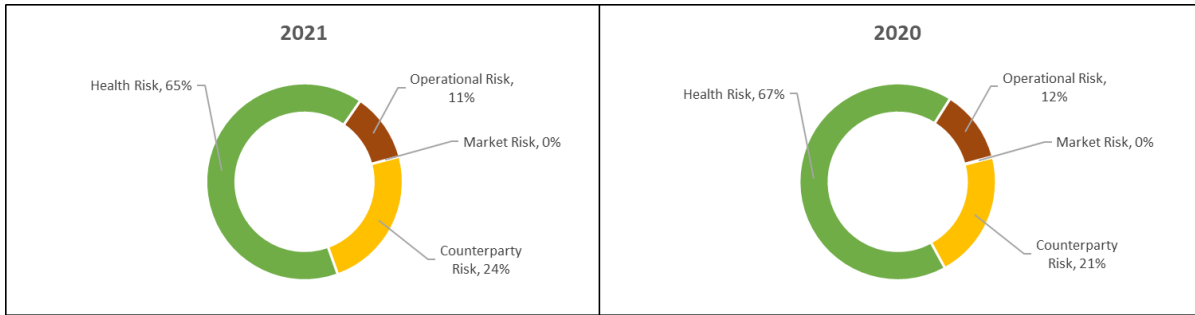 2021
Health Risk, 65%
Operational Risk,
11%
Market Risk, 0%
Counterparty
Risk, 24%
2020
Health Risk, 67%
Operational Risk,
12%
Market Risk, 0%
Counterparty
Risk, 21%